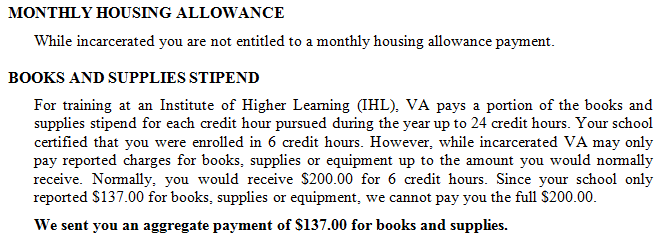 MONTHLY HOUSING ALLOWANCE
While incarcerated you are not entitled to a monthly housing allowance payment.
BOOKS AND SUPPLIES STIPEND
For training at an Institute of Higher Learning (IHL), VA pays a portion of the books and
supplies stipend for each credit hour pursued during the year up to 24 credit hours. Your school
certified that you were enrolled in 6 credit hours. However, while incarcerated VA may only
pay reported charges for books, supplies or equipment up to the amount you would normally
receive. Normally, you would receive $200.00 for 6 credit hours. Since your school only
reported $137.00 for books, supplies or equipment, we cannot pay you the full $200.00.
We sent you an aggregate payment of $137.00 for books and supplies.